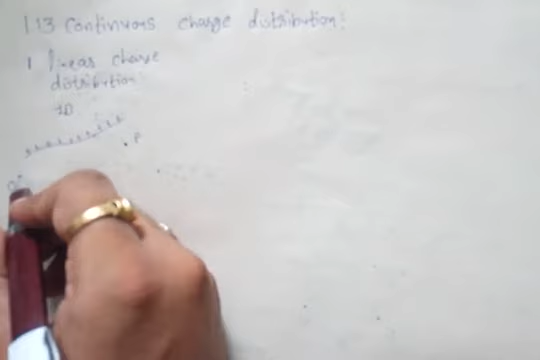 1.13 Continuous charge distribution:
1 linear charge
distribution
1D
. P